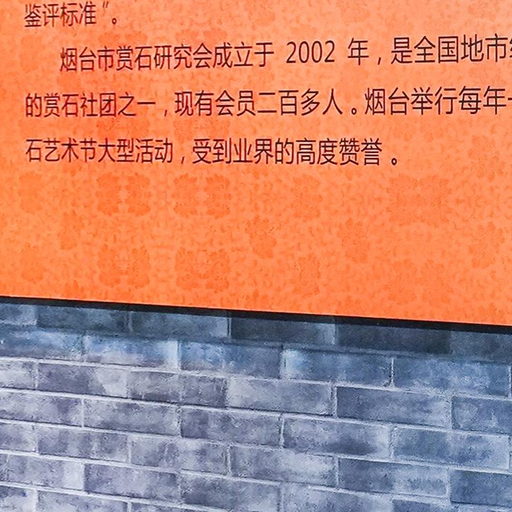 鉴评标准”。
烟台市赏石研究会成立于 2002 年，是全国地市
的赏石社团之一，现有会员二百多人。烟台举行每年一
石艺术节大型活动，受到业界的高度赞誉。